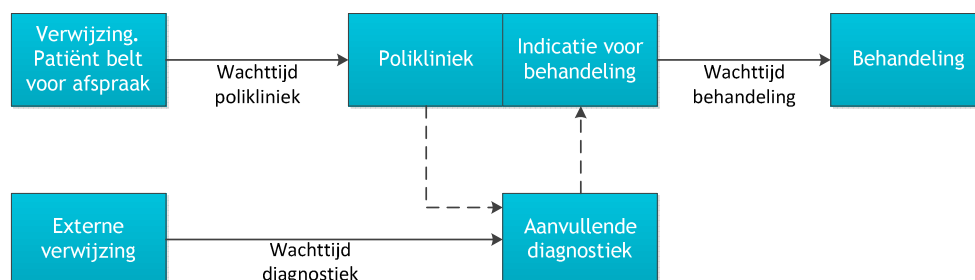 Verwijzing.
Patiënt belt
voor afspraak
Wachttijd
polikliniek
Polikliniek
Indicatie voor
behandeling
Wachttijd
behandeling
Behandeling
Externe
verwijzing
Wachttijd
diagnostiek
Aanvullende
diagnostiek